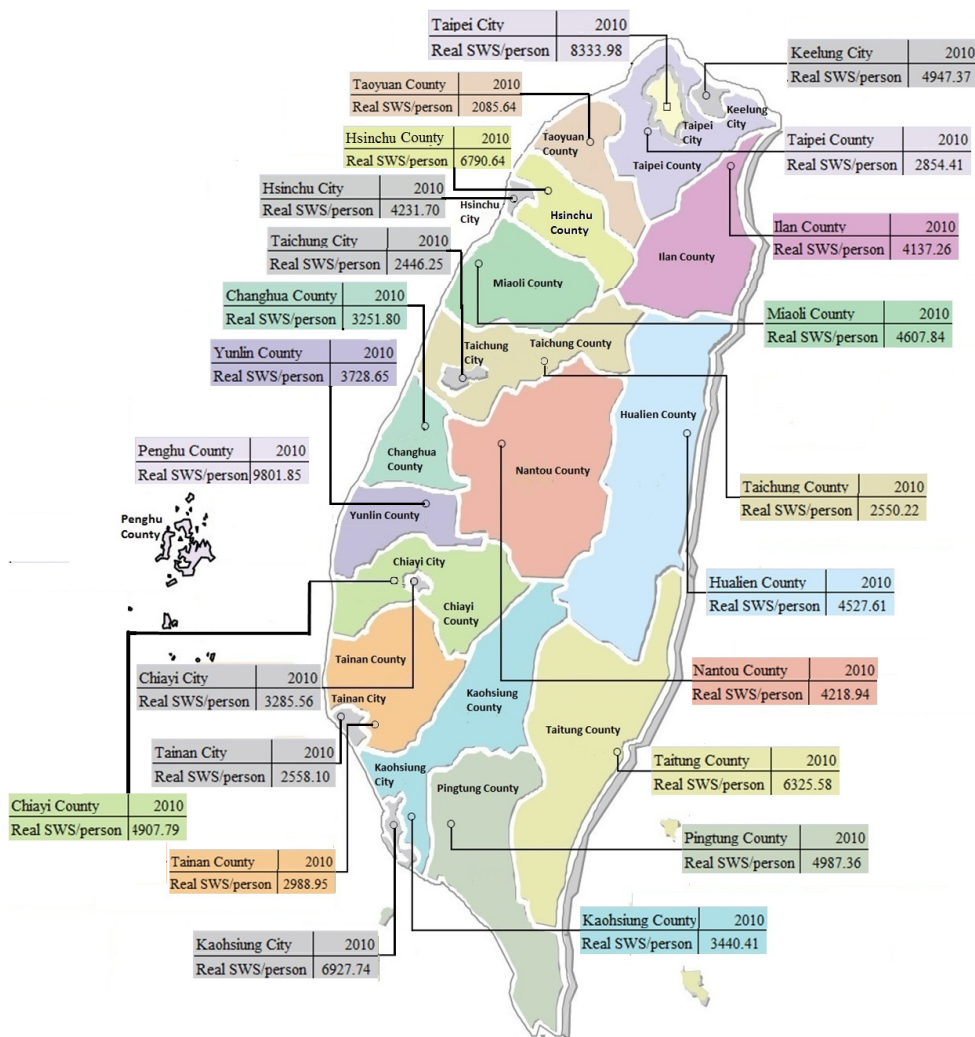 Taipei City 2010
Real SWS/person 8333.98
Keelung City 2010
Real SWS/person 4947.37
Taoyuan County 2010
Real SWS/person 2085.64
Hsinchu County 2010
Real SWS/person 6790.64
Taipei County 2010
Real SWS/person 2854.41
Hsinchu City 2010
Real SWS/person 4231.70
Ilan County 2010
Real SWS/person 4137.26
Taichung City 2010
Real SWS/person 2446.25
Changhua County 2010
Real SWS/person 3251.80
Miaoli County 2010
Real SWS/person 4607.84
Yunlin County 2010
Real SWS/person 3728.65
Penghu County 2010
Real SWS/person 9801.85
Taichung County 2010
Real SWS/person 2550.22
Hualien County 2010
Real SWS/person 4527.61
Chiayi City 2010
Real SWS/person 3285.56
Nantou County 2010
Real SWS/person 4218.94
Tainan City 2010
Real SWS/person 2558.10
Taitung County 2010
Real SWS/person 6325.58
Chiayi County 2010
Real SWS/person 4907.79
Pingtung County 2010
Real SWS/person 4987.36
Tainan County 2010
Real SWS/person 2988.95
Kaohsiung County 2010
Real SWS/person 3440.41
Kaohsiung City 2010
Real SWS/person 6927.74
Keelung
City
Taipei
City
Taoyuan
County
Taipei County
Hsinchu
City
Hsinchu
County
Ilan County
Miaoli County
Taichung County
Taichung
City
Hualien County
Changhua
County
Nantou County
Yunlin County
Penghu
County
Chiayi City
Chiayi
County
Tainan County
Tainan City
Kaohsiung
County
Taitung County
Kaohsiung
City
Pingtung County